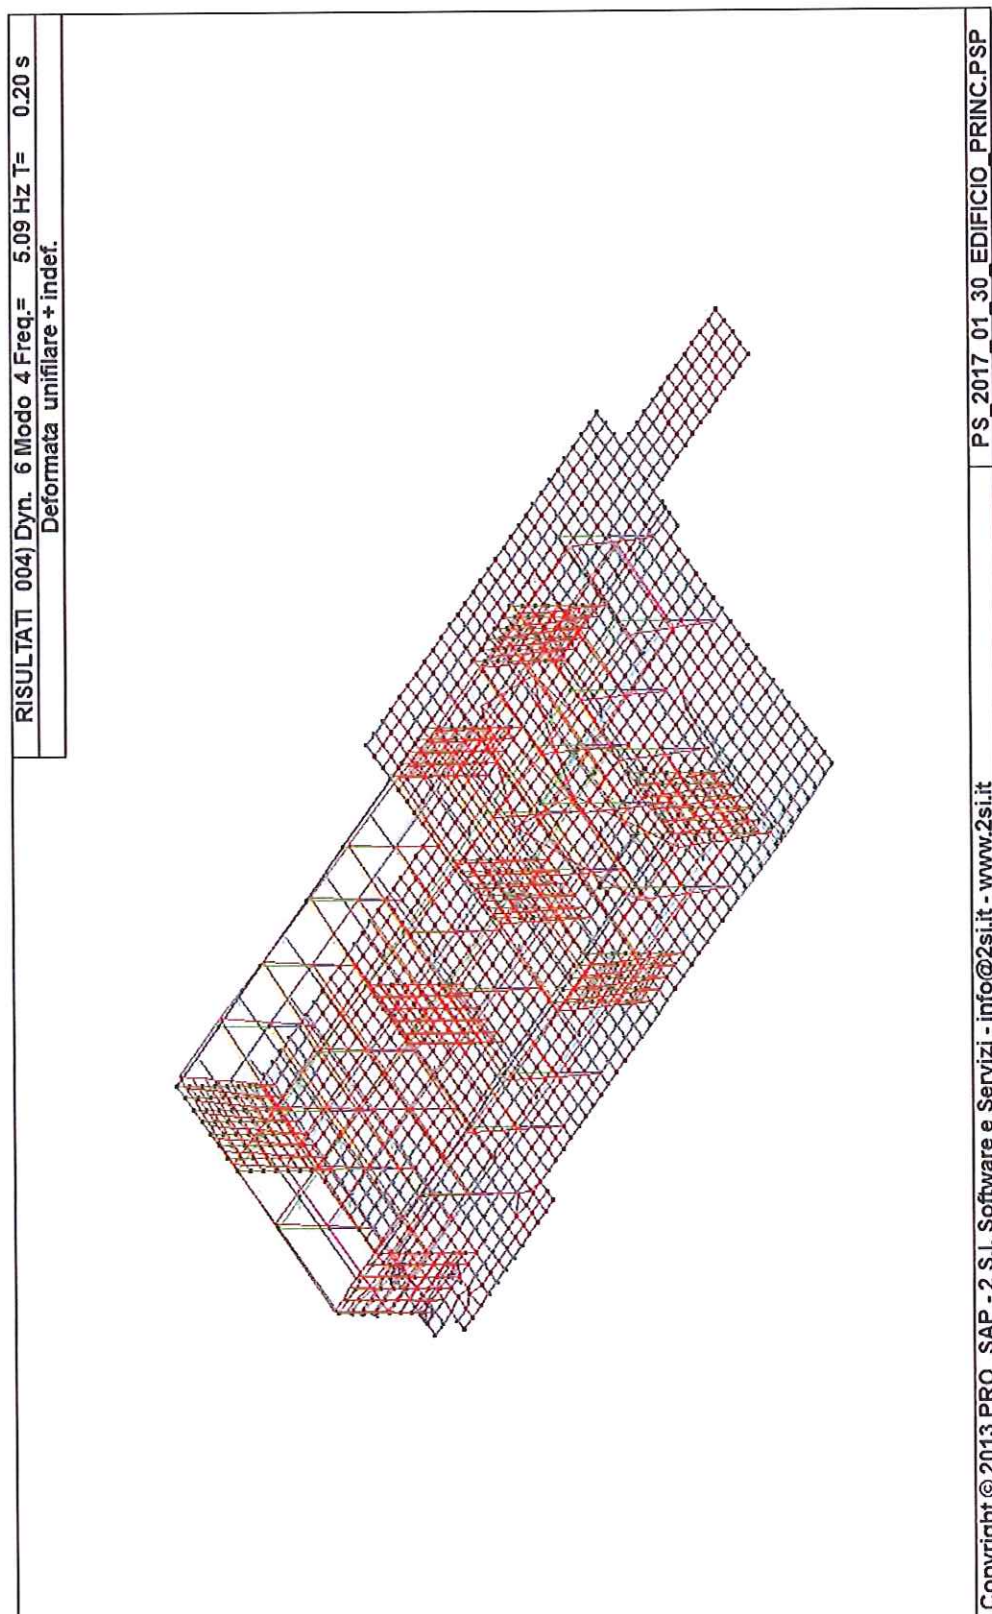 RISULTATI 004) Dyn. 6 Modo 4 Freq.= 5.09 Hz T= 0.20 s
Deformata unifilare + indef.
Copyright © 2013 PRO_SAP - 2 S.I. Software e Servizi - info@2si.it - www.2si.it
PS_2017_01_30_EDIFICIO_PRINC.PSP